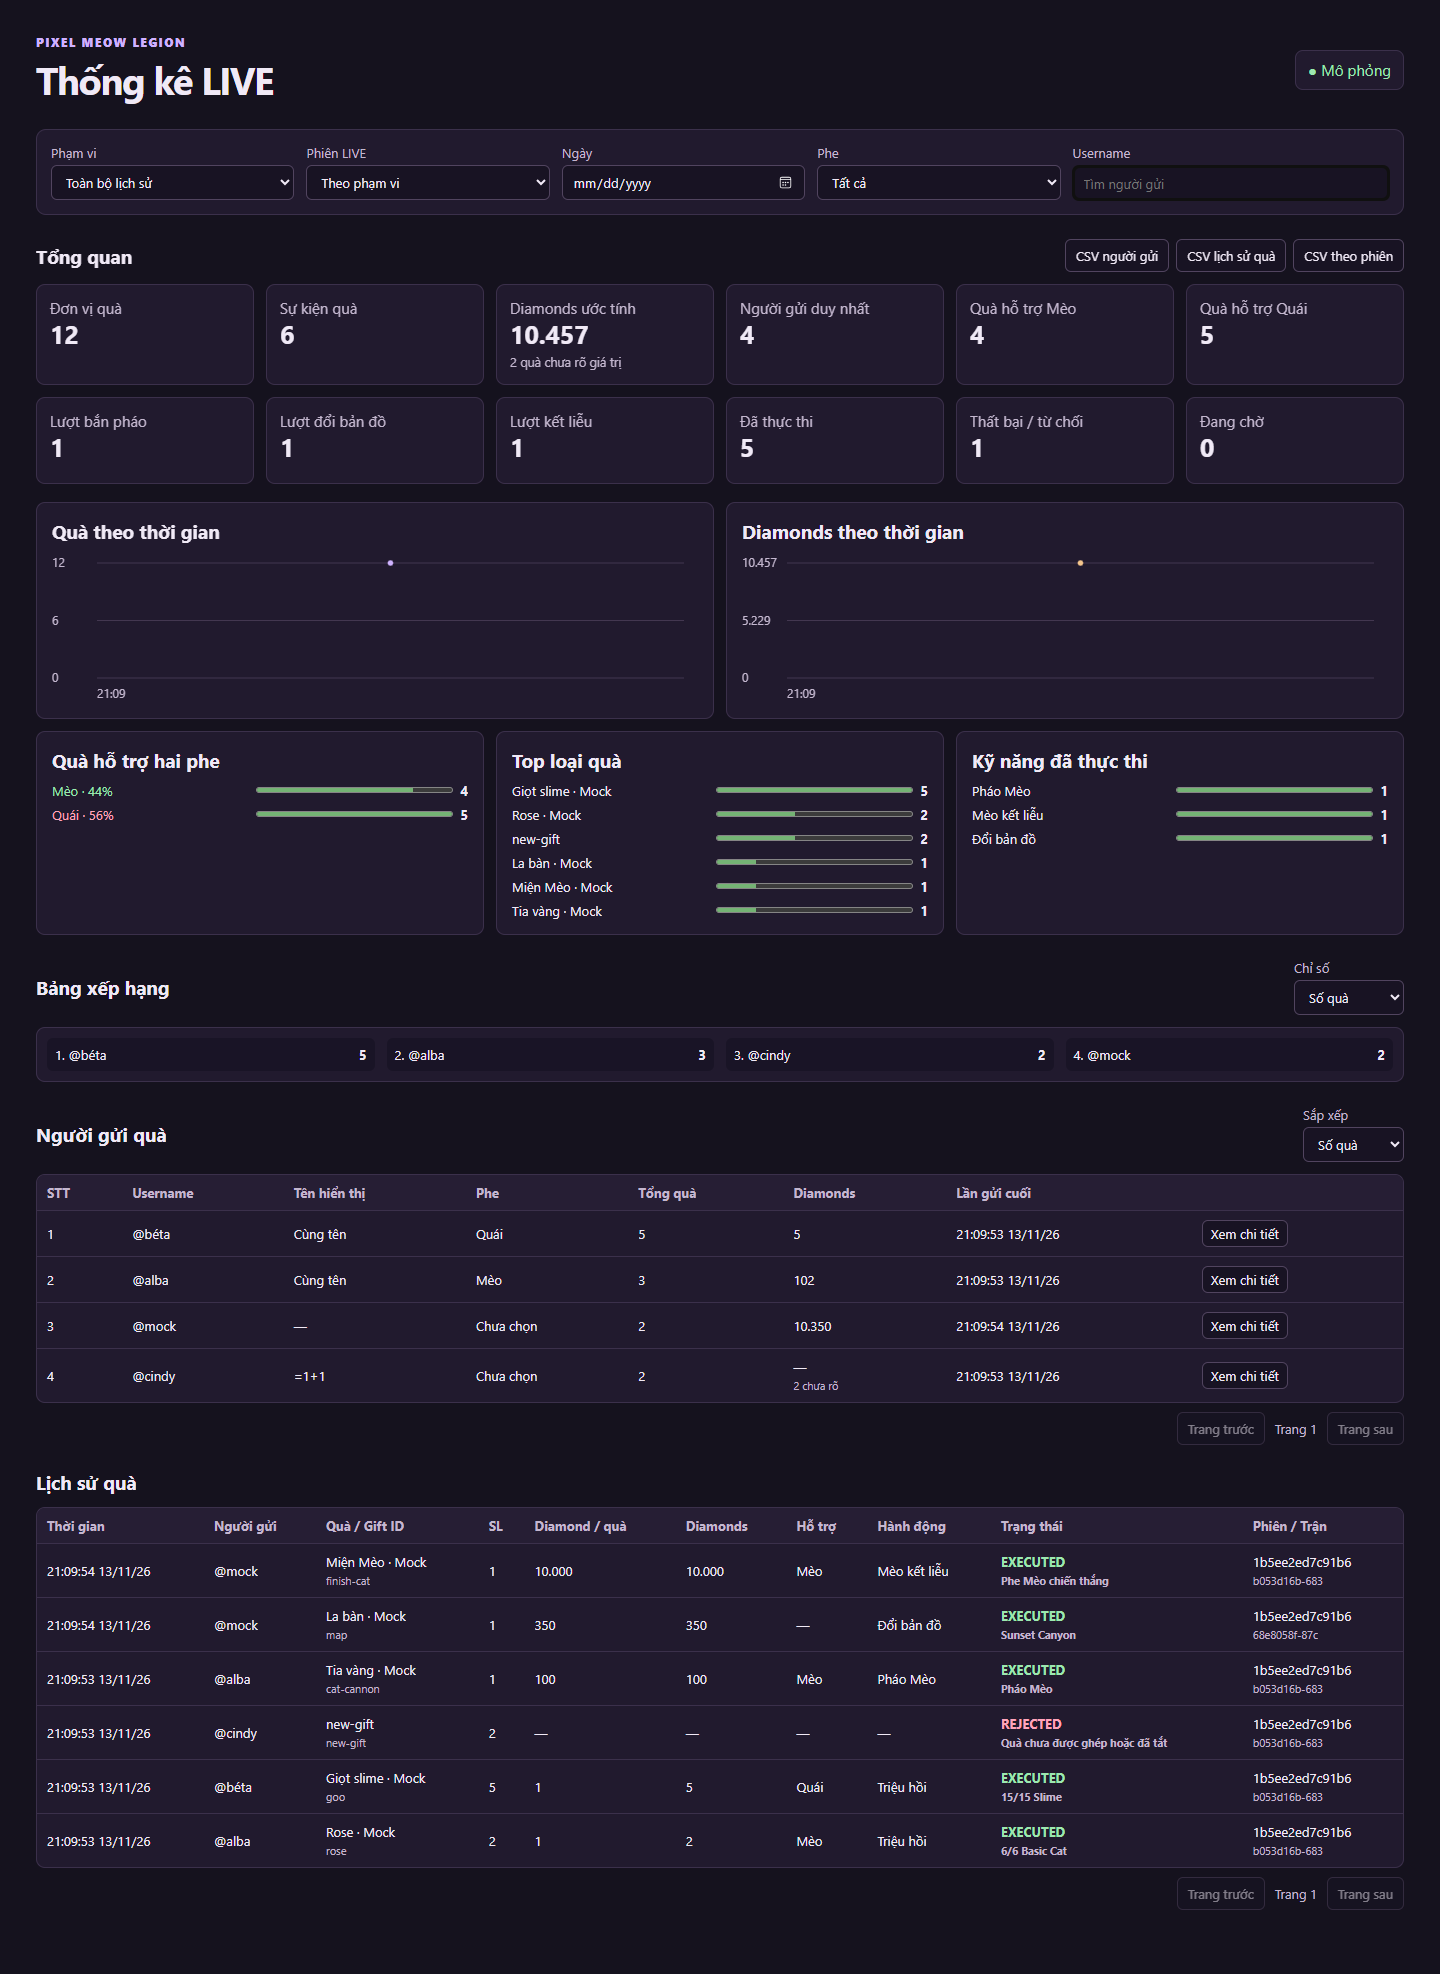 PIXEL MEOW LEGION
Thống kê LIVE
● Mô phỏng
Phạm vi
Toàn bộ lịch sử
Phiên LIVE
Theo phạm vi
Ngày
mm/dd/yyyy
Phe
Tất cả
Username
Tìm người gửi
Tổng quan
CSV người gửi
CSV lịch sử quà
CSV theo phiên
Đơn vị quà
12
Sự kiện quà
6
Diamonds ước tính
10.457
2 quà chưa rõ giá trị
Người gửi duy nhất
4
Quà hỗ trợ Mèo
4
Quà hỗ trợ Quái
5
Lượt bắn pháo
1
Lượt đổi bản đồ
1
Lượt kết liễu
1
Đã thực thi
5
Thất bại / từ chối
1
Đang chờ
0
Quà theo thời gian
12
6
0
21:09
Diamonds theo thời gian
10.457
5.229
0
21:09
Quà hỗ trợ hai phe
Mèo · 44% 4
Quái · 56% 5
Top loại quà
Giọt slime · Mock 5
Rose · Mock 2
new-gift 2
La bàn · Mock 1
Miện Mèo · Mock 1
Tia vàng · Mock 1
Kỹ năng đã thực thi
Pháo Mèo 1
Mèo kết liễu 1
Đổi bản đồ 1
Bảng xếp hạng
Chỉ số
Số quà
1. @béta 5
2. @alba 3
3. @cindy 2
4. @mock 2
Người gửi quà
Sắp xếp
Số quà
STT Username Tên hiển thị Phe Tổng quà Diamonds Lần gửi cuối
1 @béta Cùng tên Quái 5 5 21:09:53 13/11/26 Xem chi tiết
2 @alba Cùng tên Mèo 3 102 21:09:53 13/11/26 Xem chi tiết
3 @mock — Chưa chọn 2 10.350 21:09:54 13/11/26 Xem chi tiết
4 @cindy =1+1 Chưa chọn 2 — 21:09:53 13/11/26 Xem chi tiết
2 chưa rõ
Trang trước Trang 1 Trang sau
Lịch sử quà
Thời gian Người gửi Quà / Gift ID SL Diamond / quà Diamonds Hỗ trợ Hành động Trạng thái Phiên / Trận
21:09:54 13/11/26 @mock Miện Mèo · Mock 1 10.000 10.000 Mèo Mèo kết liễu EXECUTED 1b5ee2ed7c91b6
finish-cat Phe Mèo chiến thắng b053d16b-683
21:09:54 13/11/26 @mock La bàn · Mock 1 350 350 — Đổi bản đồ EXECUTED 1b5ee2ed7c91b6
map Sunset Canyon 68e8058f-87c
21:09:53 13/11/26 @alba Tia vàng · Mock 1 100 100 Mèo Pháo Mèo EXECUTED 1b5ee2ed7c91b6
cat-cannon Pháo Mèo b053d16b-683
21:09:53 13/11/26 @cindy new-gift 2 — — — — REJECTED 1b5ee2ed7c91b6
new-gift Quà chưa được ghép hoặc đã tắt b053d16b-683
21:09:53 13/11/26 @béta Giọt slime · Mock 5 1 5 Quái Triệu hồi EXECUTED 1b5ee2ed7c91b6
goo 15/15 Slime b053d16b-683
21:09:53 13/11/26 @alba Rose · Mock 2 1 2 Mèo Triệu hồi EXECUTED 1b5ee2ed7c91b6
rose 6/6 Basic Cat b053d16b-683
Trang trước Trang 1 Trang sau